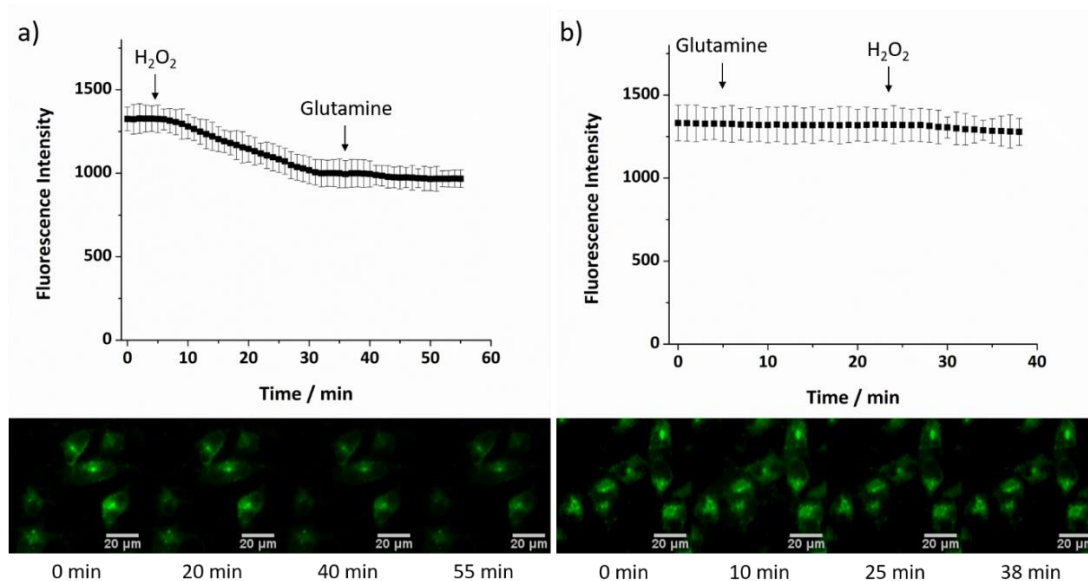 a)
H₂O₂
Glutamine
1500
1000
500
0
Fluorescence Intensity
0 10 20 30 40 50 60
Time / min
20 µm 20 µm 20 µm 20 µm
0 min 20 min 40 min 55 min
b)
Glutamine
H₂O₂
1500
1000
500
0
Fluorescence Intensity
0 10 20 30 40
Time / min
20 µm 20 µm 20 µm 20 µm
0 min 10 min 25 min 38 min